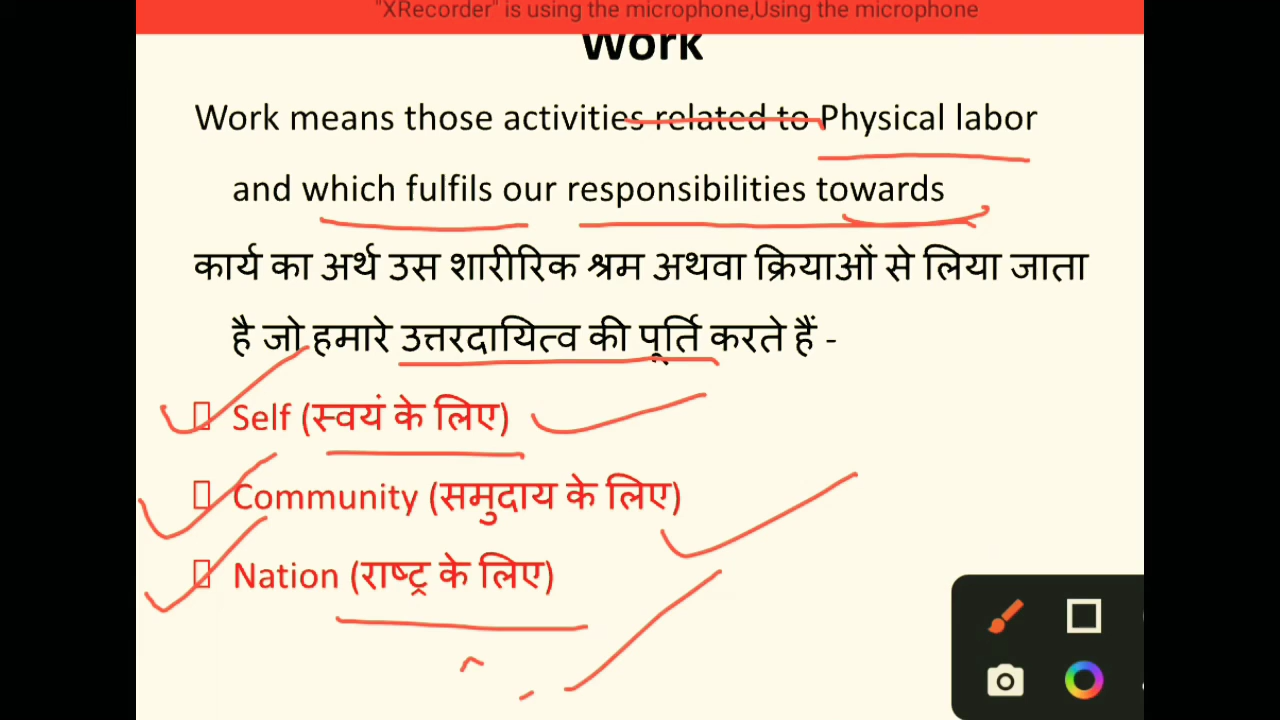 "XRecorder" is using the microphone,Using the microphone
Work
Work means those activities related to Physical labor
and which fulfils our responsibilities towards
कार्य का अर्थ उस शारीरिक श्रम अथवा क्रियाओं से लिया जाता
है जो हमारे उत्तरदायित्व की पूर्ति करते हैं -
Self (स्वयं के लिए)
Community (समुदाय के लिए)
Nation (राष्ट्र के लिए)